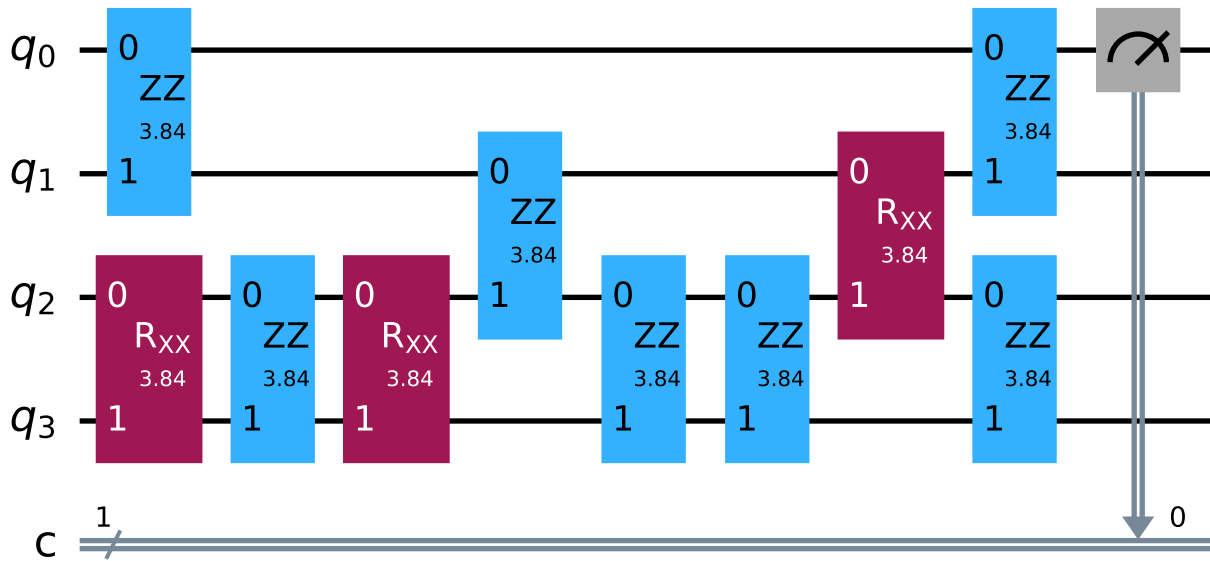 q0 0 ZZ 3.84 0 ZZ 3.84
q1 1 0 ZZ 3.84 0 RXX 3.84 1
q2 0 RXX 3.84 0 ZZ 3.84 0 RXX 3.84 1 0 ZZ 3.84 0 ZZ 3.84 1 0 ZZ 3.84
q3 1 1 1 1 1 1
c 1 0